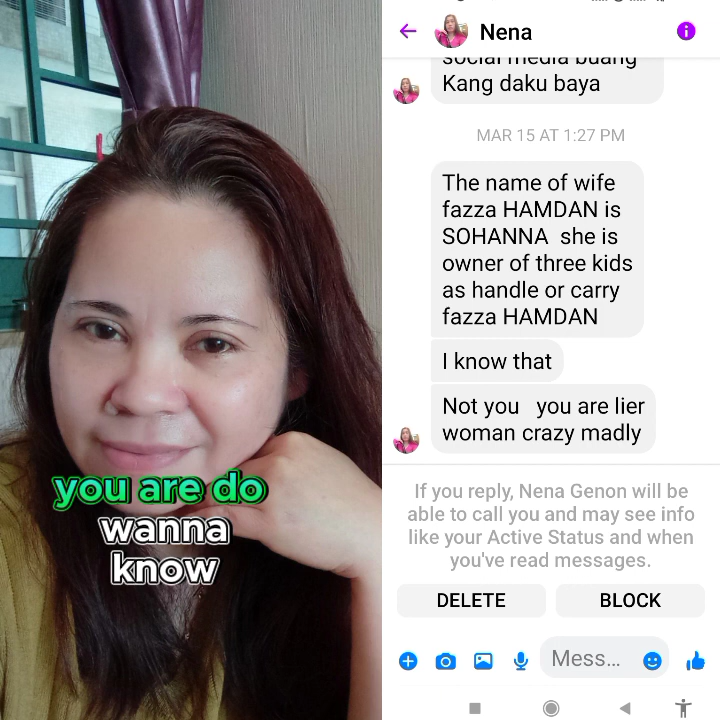 you are do
wanna
know
Nena
social media buang
Kang daku baya
MAR 15 AT 1:27 PM
The name of wife
fazza HAMDAN is
SOHANNA she is
owner of three kids
as handle or carry
fazza HAMDAN
I know that
Not you you are lier
woman crazy madly
If you reply, Nena Genon will be
able to call you and may see info
like your Active Status and when
you've read messages.
DELETE BLOCK
Mess...